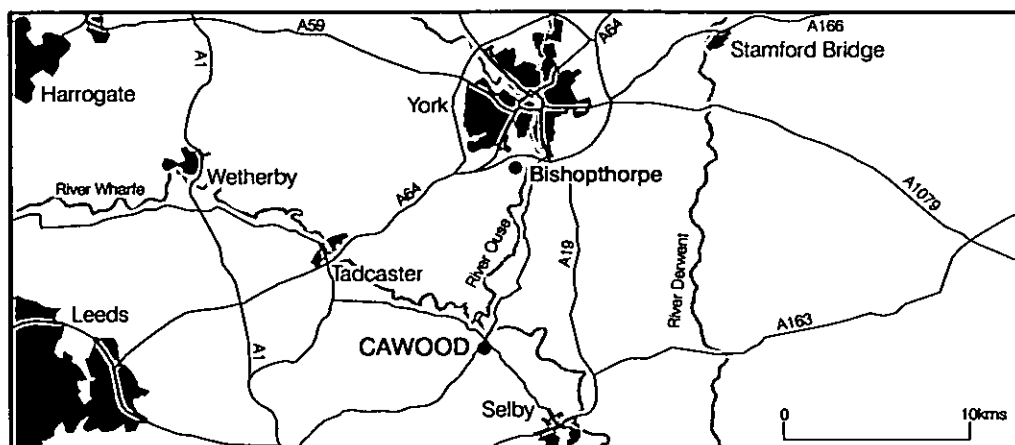 A59
A64
A166
Stamford Bridge
A1
Harrogate
York
Wetherby
Bishopthorpe
River Wharfe
A64
A1079
River Ouse
A19
River Derwent
Tadcaster
Leeds
A163
A1
CAWOOD
Selby
0 10kms